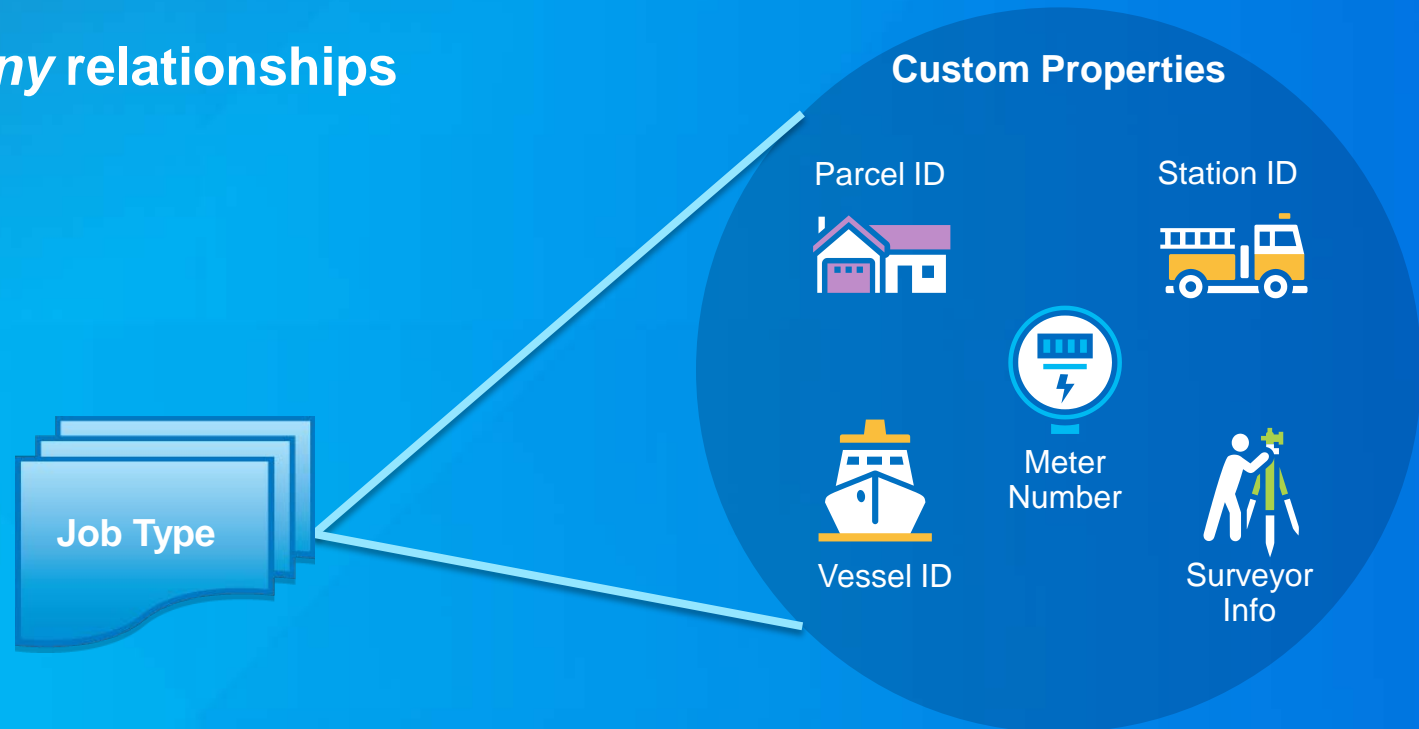 ny relationships
Custom Properties
Parcel ID
Station ID
Meter
Number
Job Type
Vessel ID
Surveyor
Info